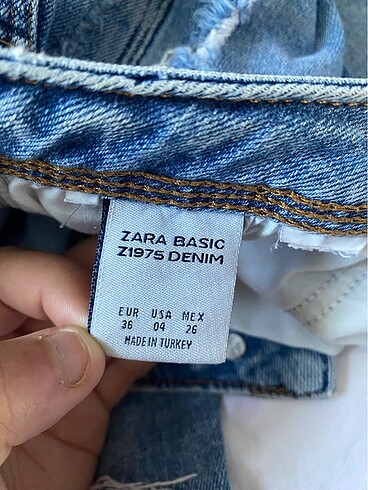 ZARA BASIC
Z1975 DENIM
EUR USA MEX
36 04 26
MADE IN TURKEY